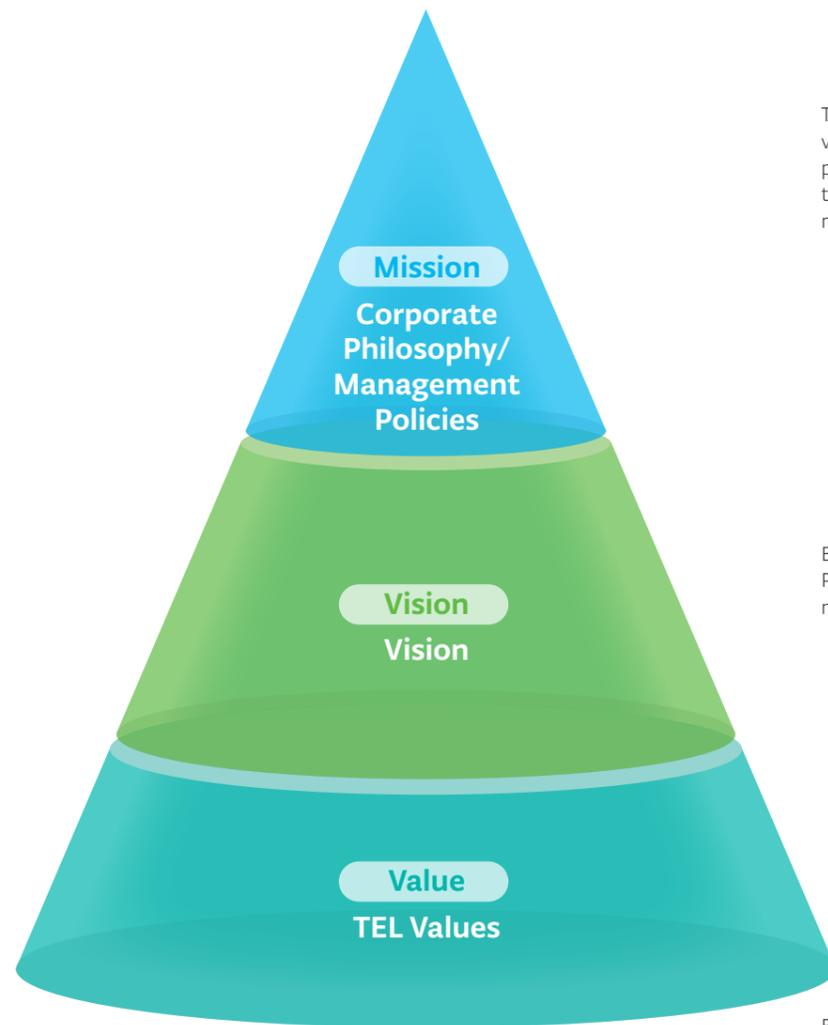 Mission
Corporate
Philosophy/
Management
Policies
Vision
Vision
Value
TEL Values